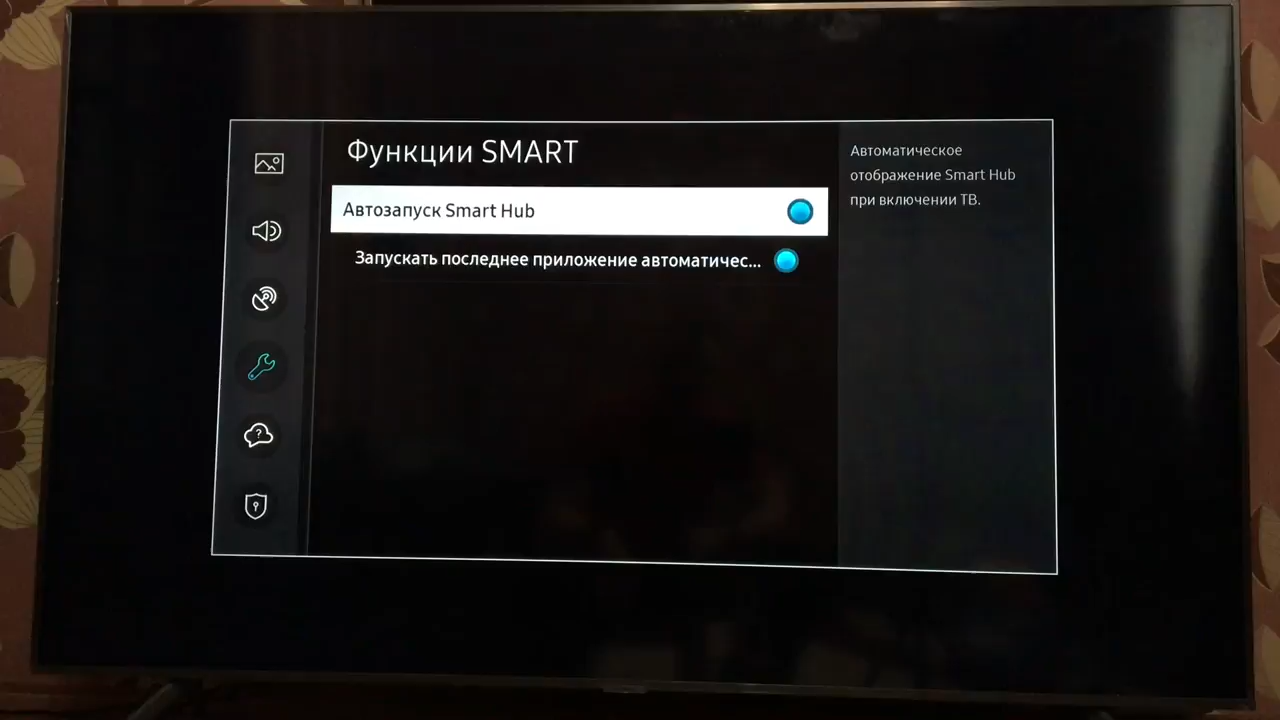 Функции SMART
Автозапуск Smart Hub
Запускать последнее приложение автоматичес...
Автоматическое
отображение Smart Hub
при включении ТВ.